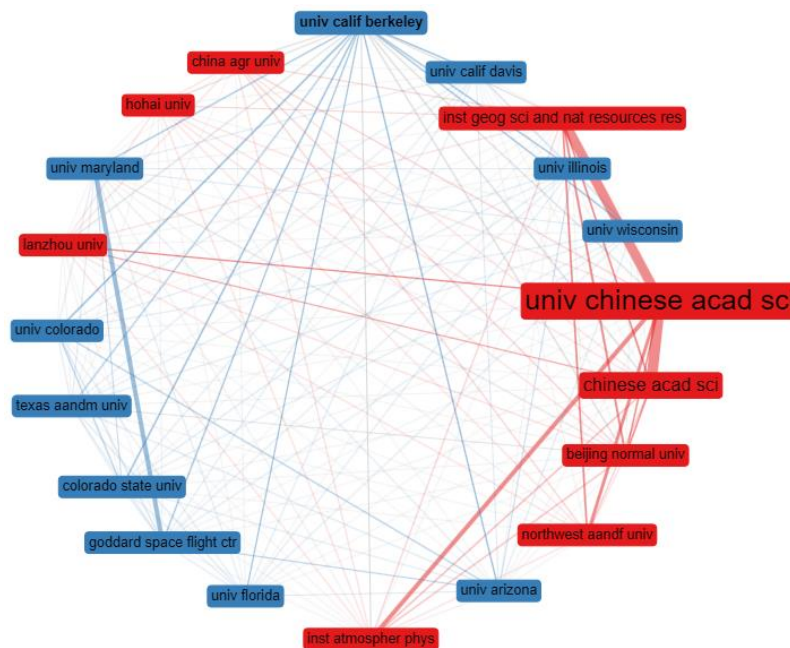 univ calif berkeley
china agr univ
univ calif davis
hohai univ
inst geog sci and nat resources res
univ maryland
univ illinois
univ wisconsin
lanzhou univ
univ chinese acad sc
univ colorado
chinese acad sci
texas aandm univ
beijing normal univ
colorado state univ
northwest aandf univ
goddard space flight ctr
univ arizona
univ florida
inst atmospher phys